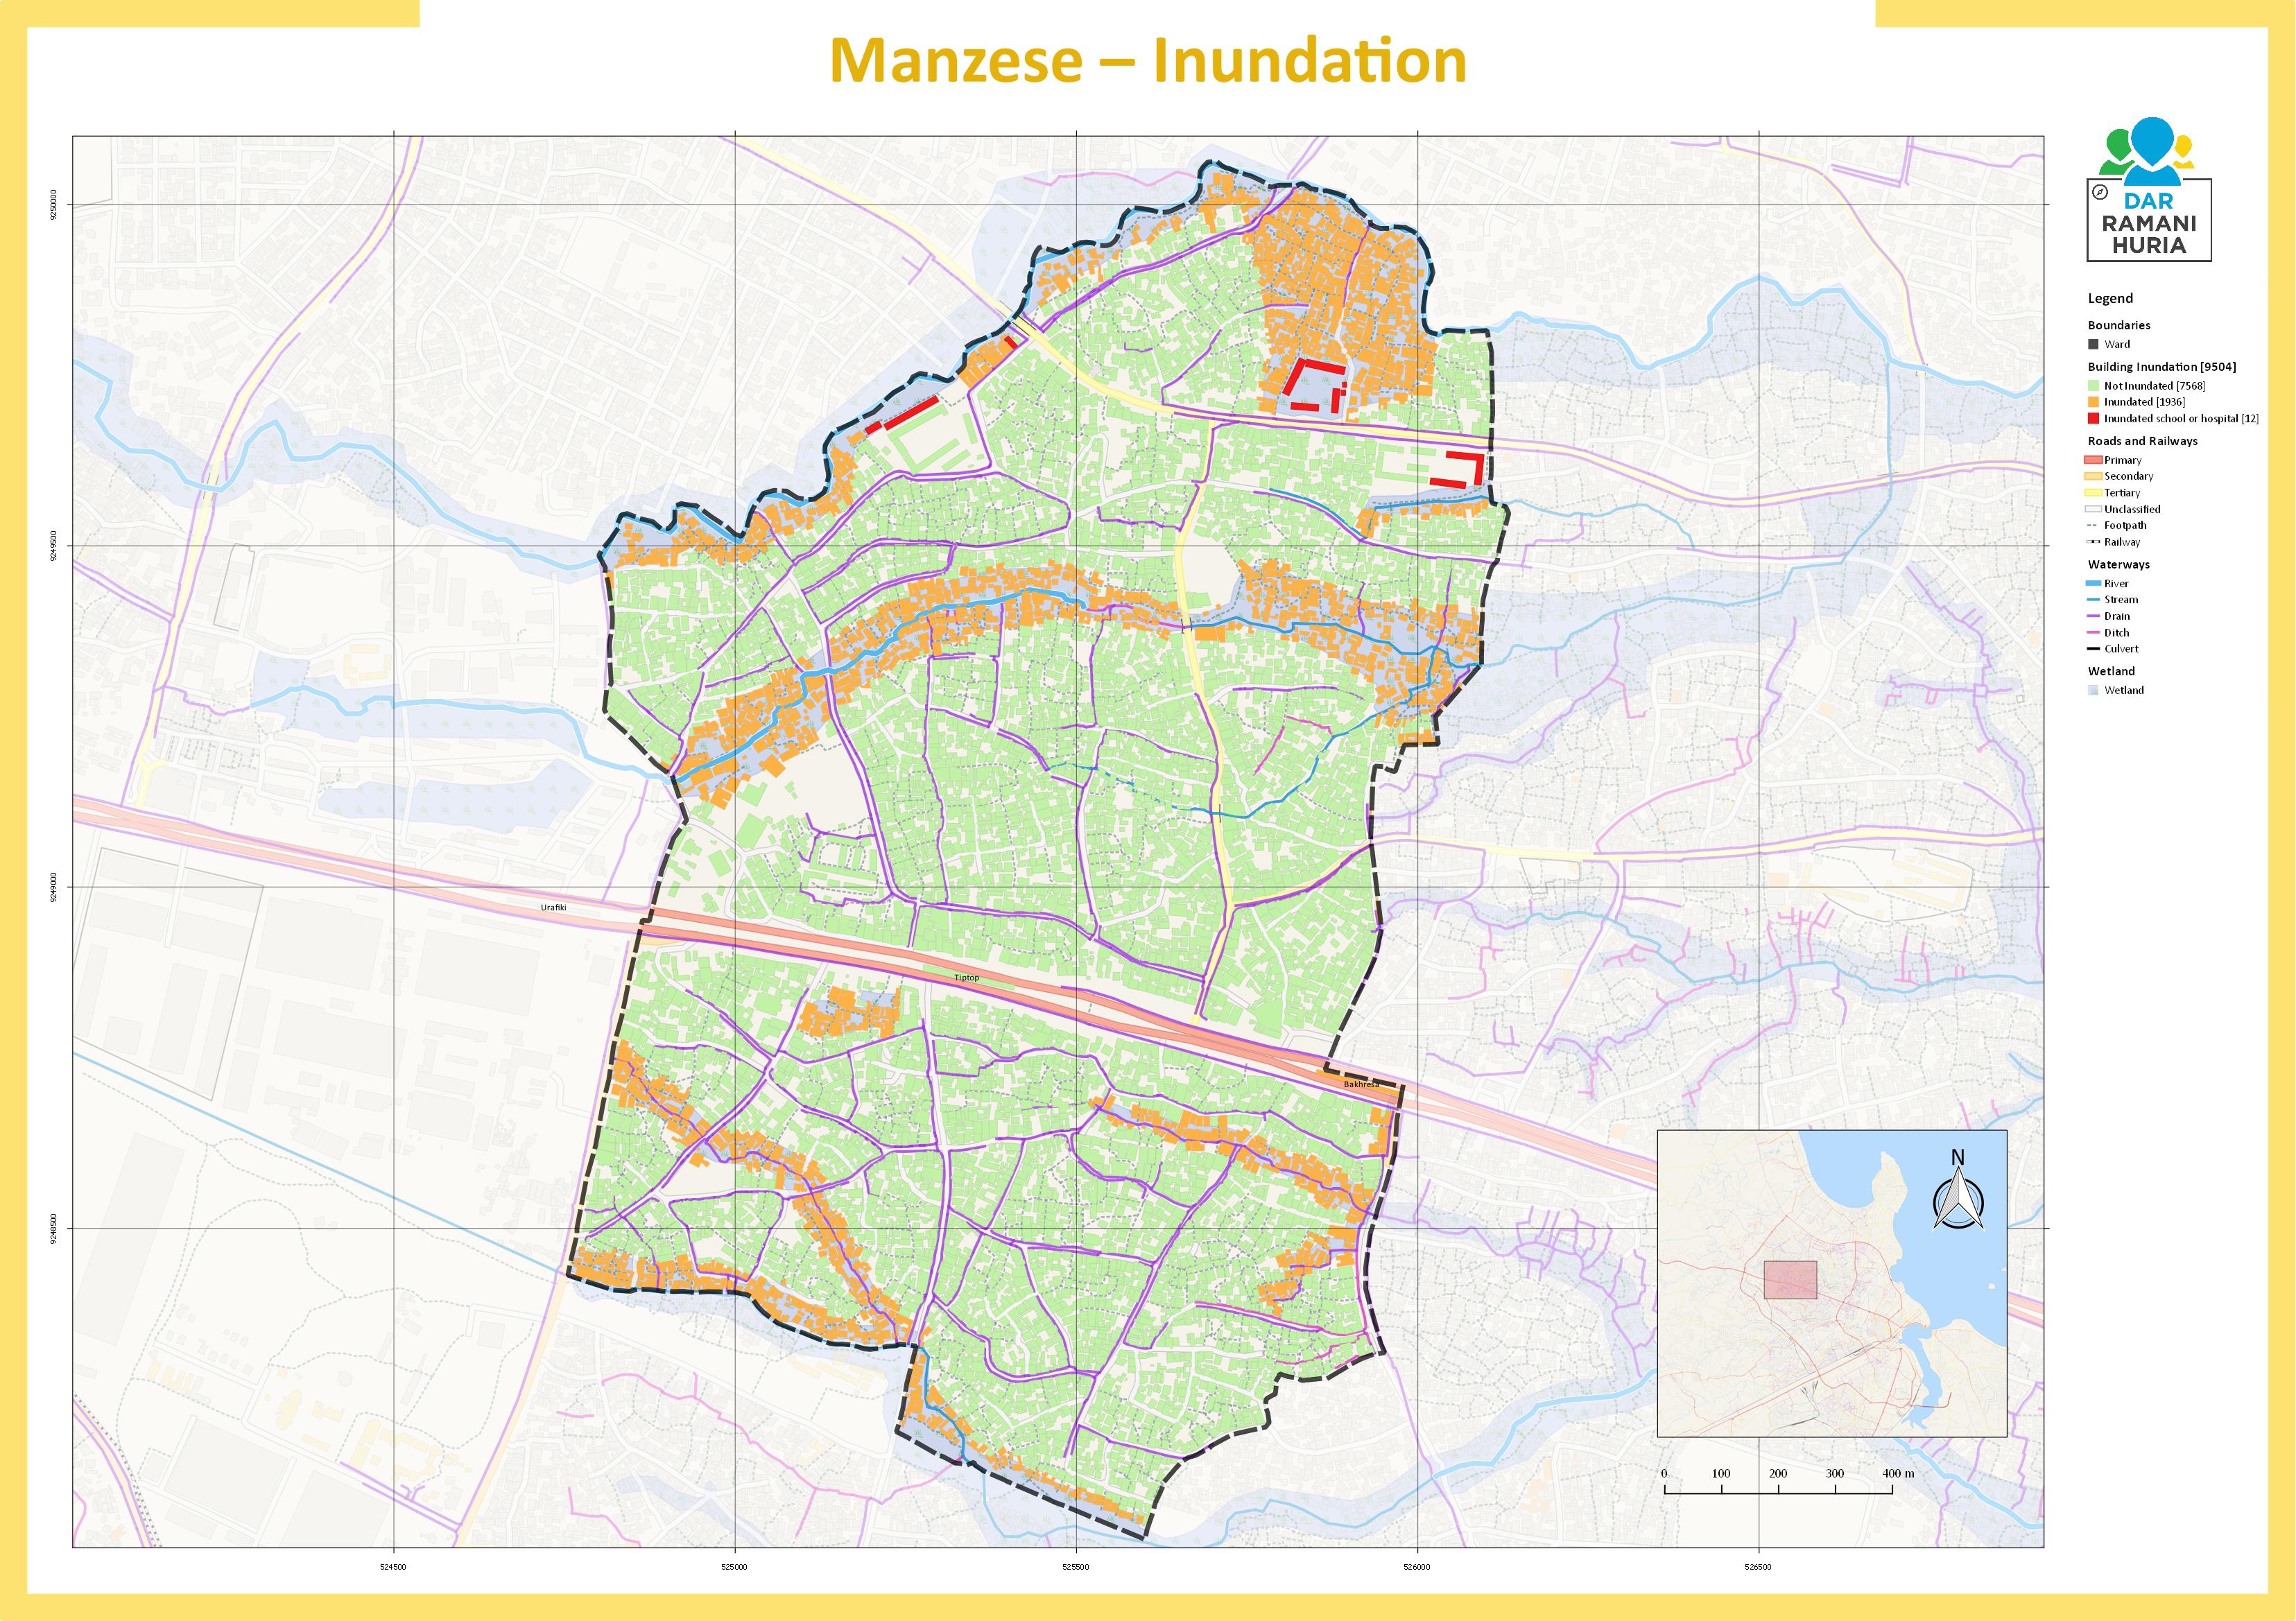 Manzese – Inundation
DAR
RAMANI
HURIA
Legend
Boundaries
Ward
Building Inundation [9504]
Not Inundated [7568]
Inundated [1936]
Inundated school or hospital [12]
Roads and Railways
Primary
Secondary
Tertiary
Unclassified
Footpath
Railway
Waterways
River
Stream
Drain
Ditch
Culvert
Wetland
Wetland
9250000
9249500
9249000
9248500
Urafiki
Tiptop
Bakhresa
N
0 100 200 300 400 m
524500 525000 525500 526000 526500